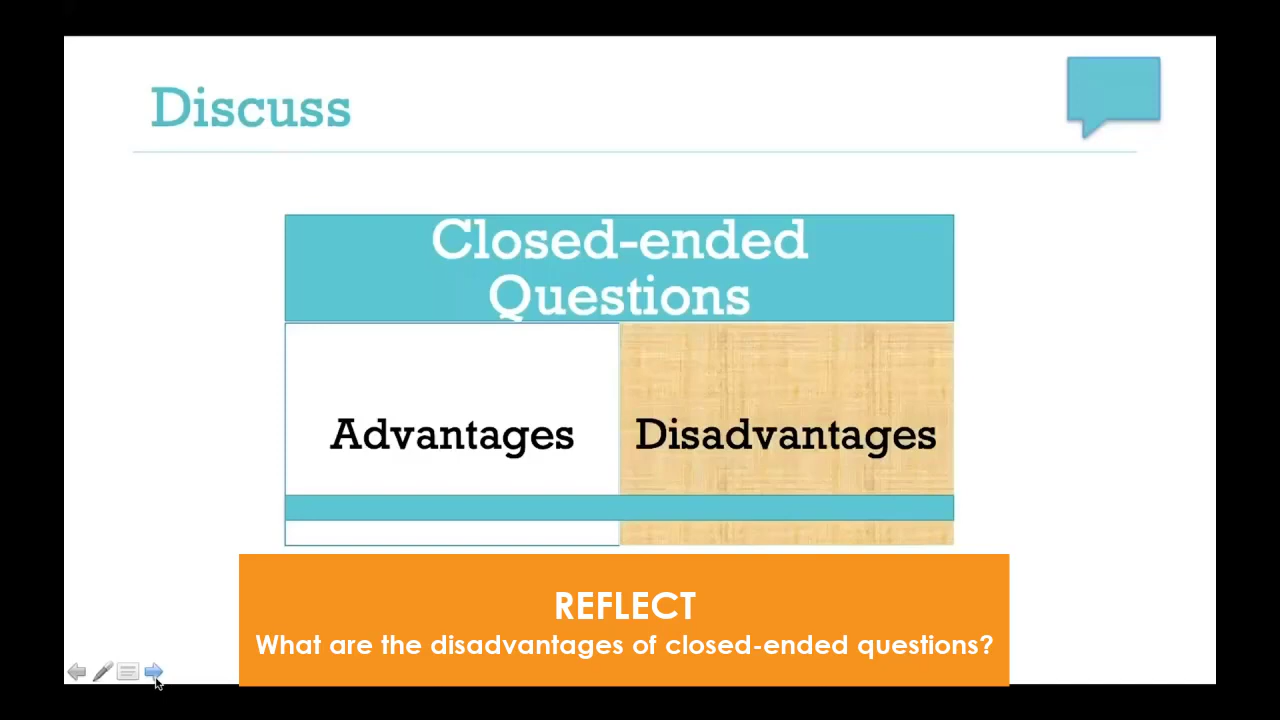 Discuss
Closed-ended
Questions
Advantages
Disadvantages
REFLECT
What are the disadvantages of closed-ended questions?